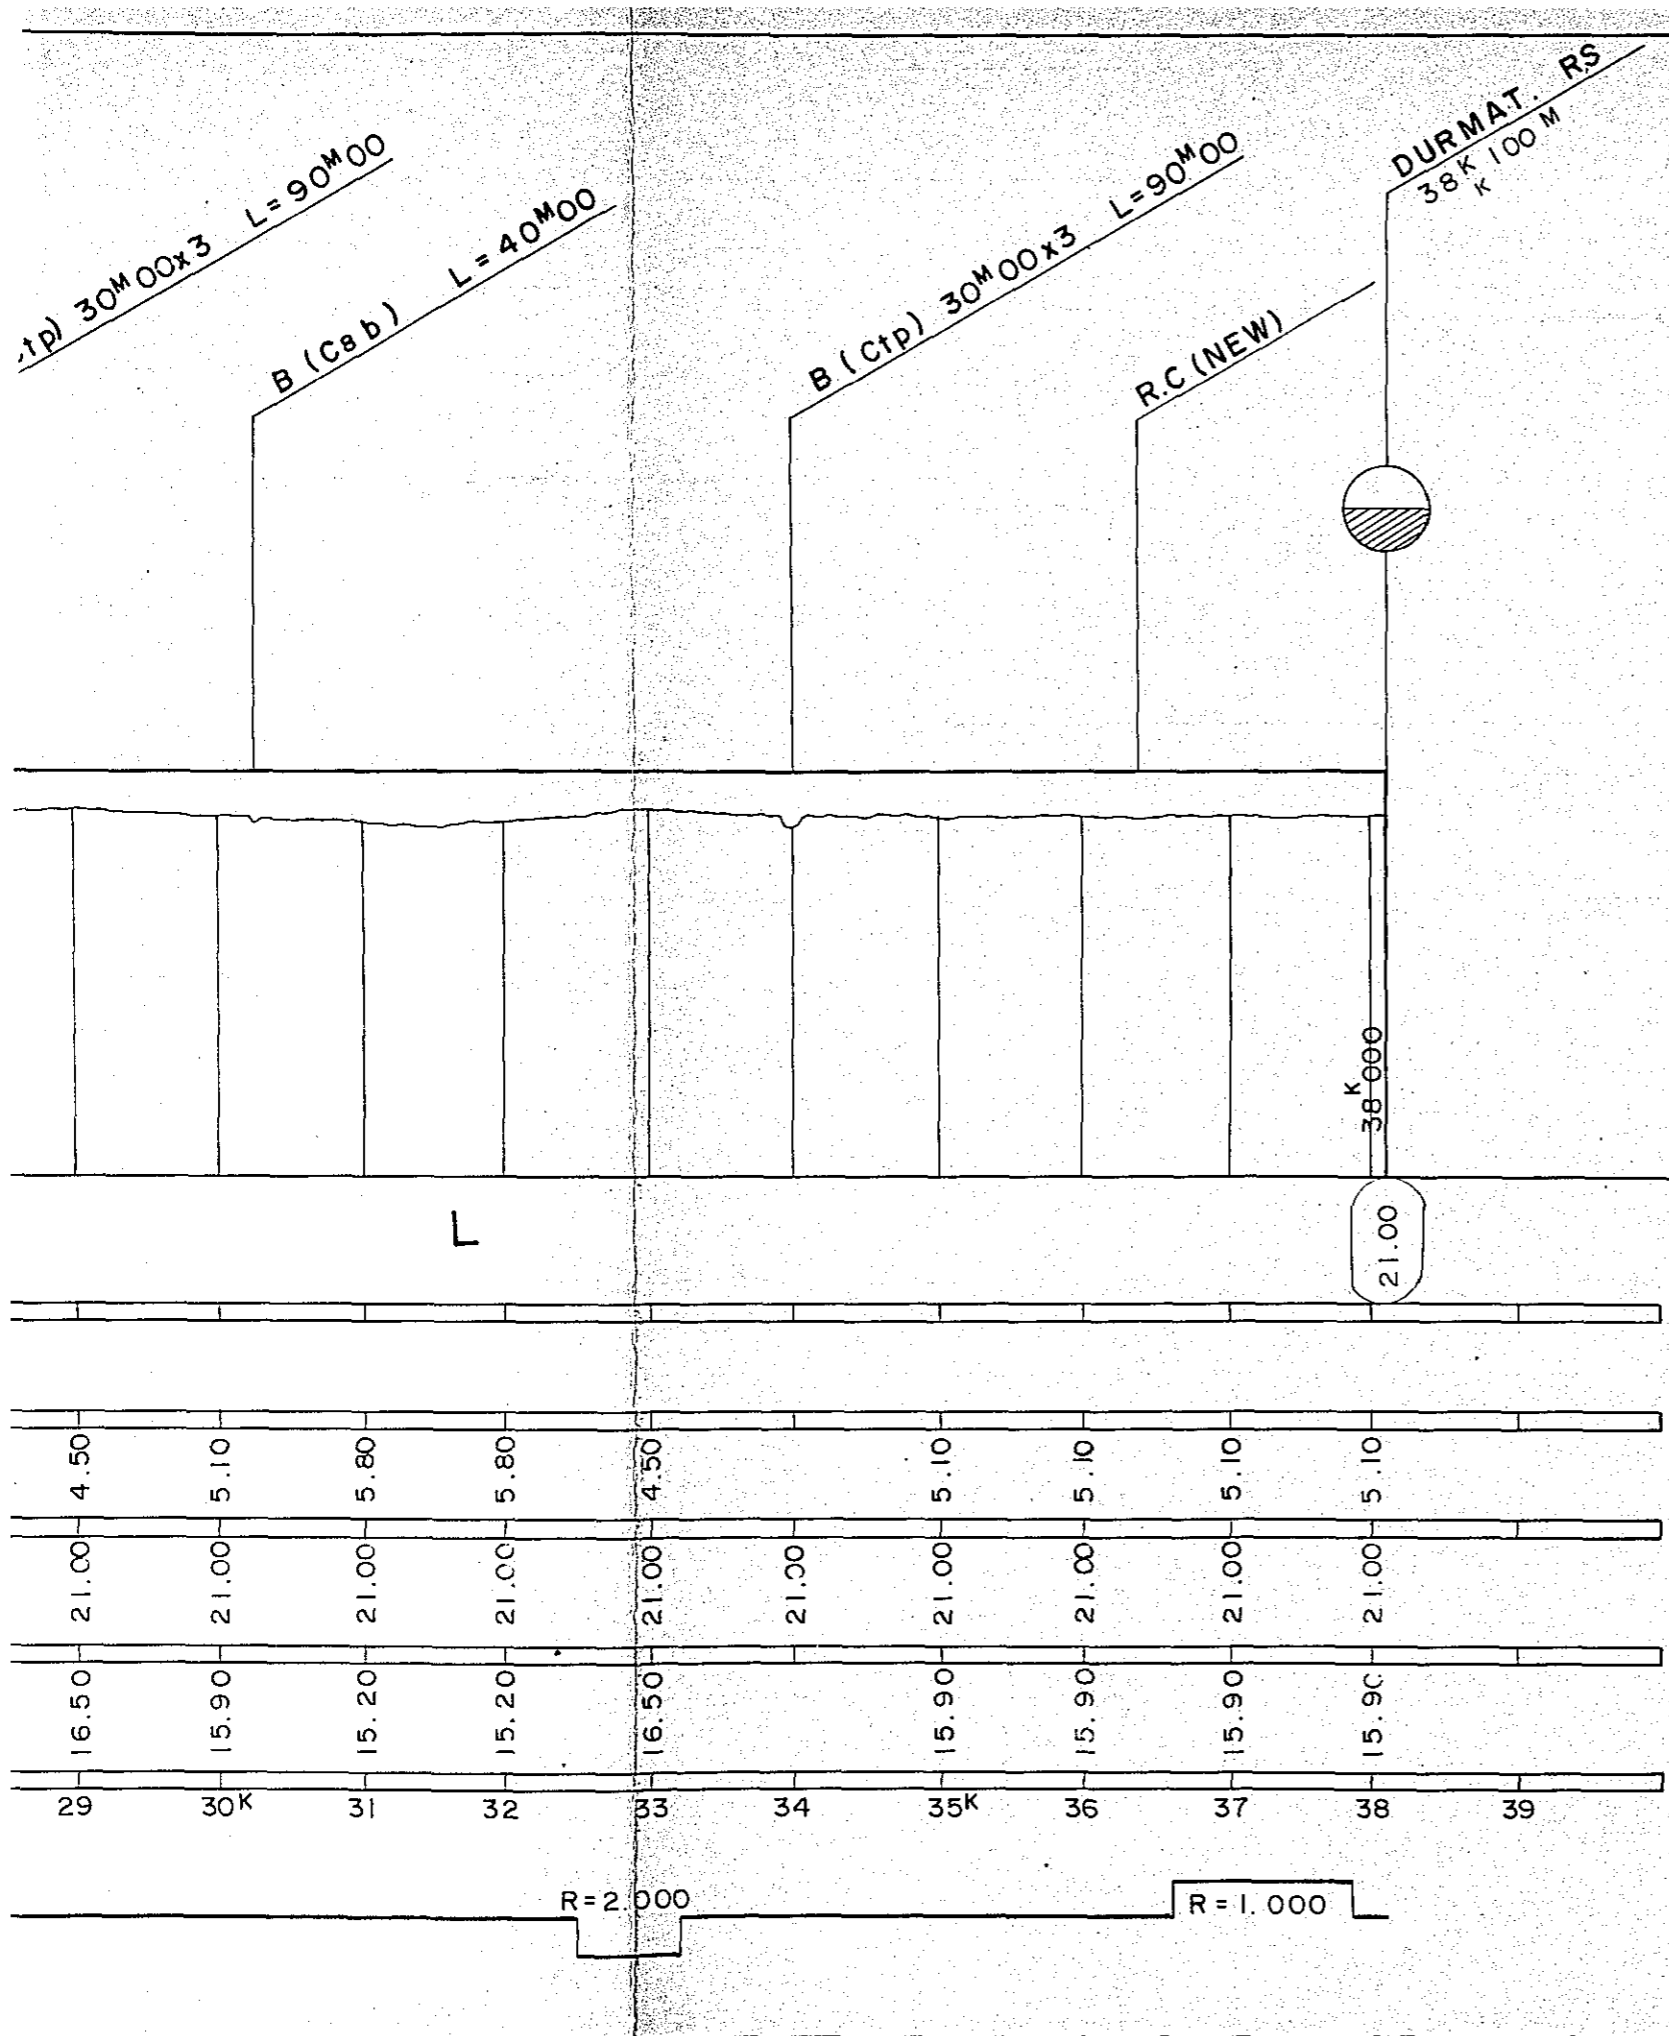 tp) 30ᴹ00x3 L=90ᴹ00
B (Cab) L=40ᴹ00
B (Ctp) 30ᴹ00x3 L=90ᴹ00
R.C (NEW)
DURMAT. RS
38ᴷ100 M
K
38ᴷ000
L
21.00
4.50 5.10 5.80 5.80 4.50 5.10 5.10 5.10 5.10
21.00 21.00 21.00 21.00 21.00 21.00 21.00 21.00 21.00 21.00
16.50 15.90 15.20 15.20 16.50 15.90 15.90 15.90 15.90
29 30ᴷ 31 32 33 34 35ᴷ 36 37 38 39
R=2.000
R=1.000